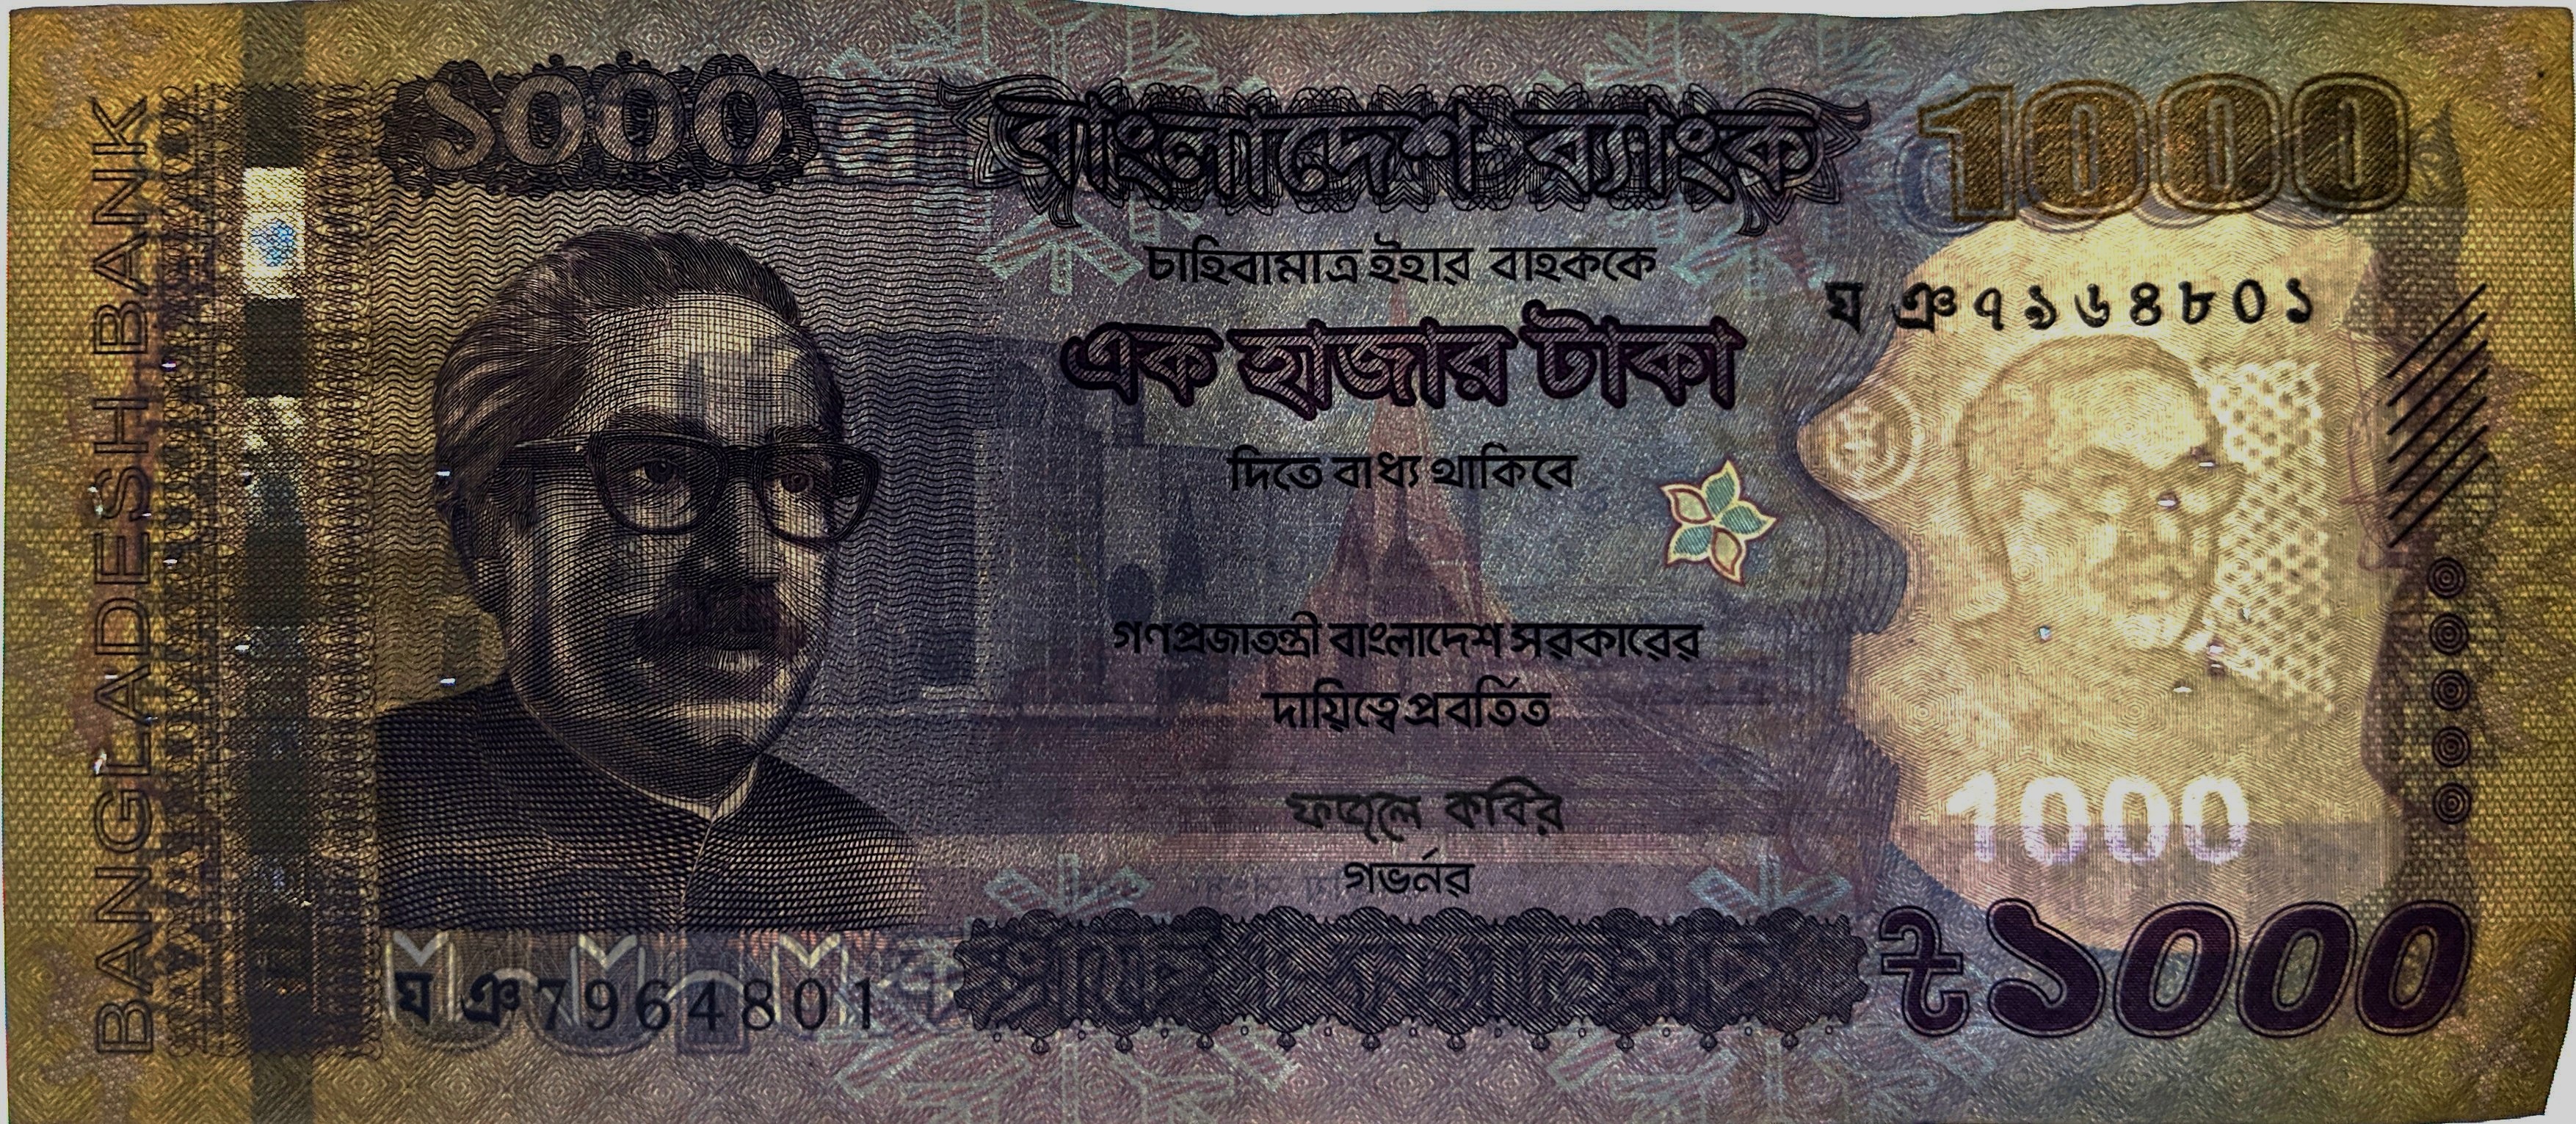 BANGLADESH BANK
১০০০
বাংলাদেশ ব্যাংক
1000
চাহিবামাত্র ইহার বাহককে
ঘ ঞ ৭৯৬৪৮০১
এক হাজার টাকা
দিতে বাধ্য থাকিবে
গণপ্রজাতন্ত্রী বাংলাদেশ সরকারের
দায়িত্বে প্রবর্তিত
ফজলে কবির
গভর্নর
1000
৳১০০০
ঘ ঞ 7964801